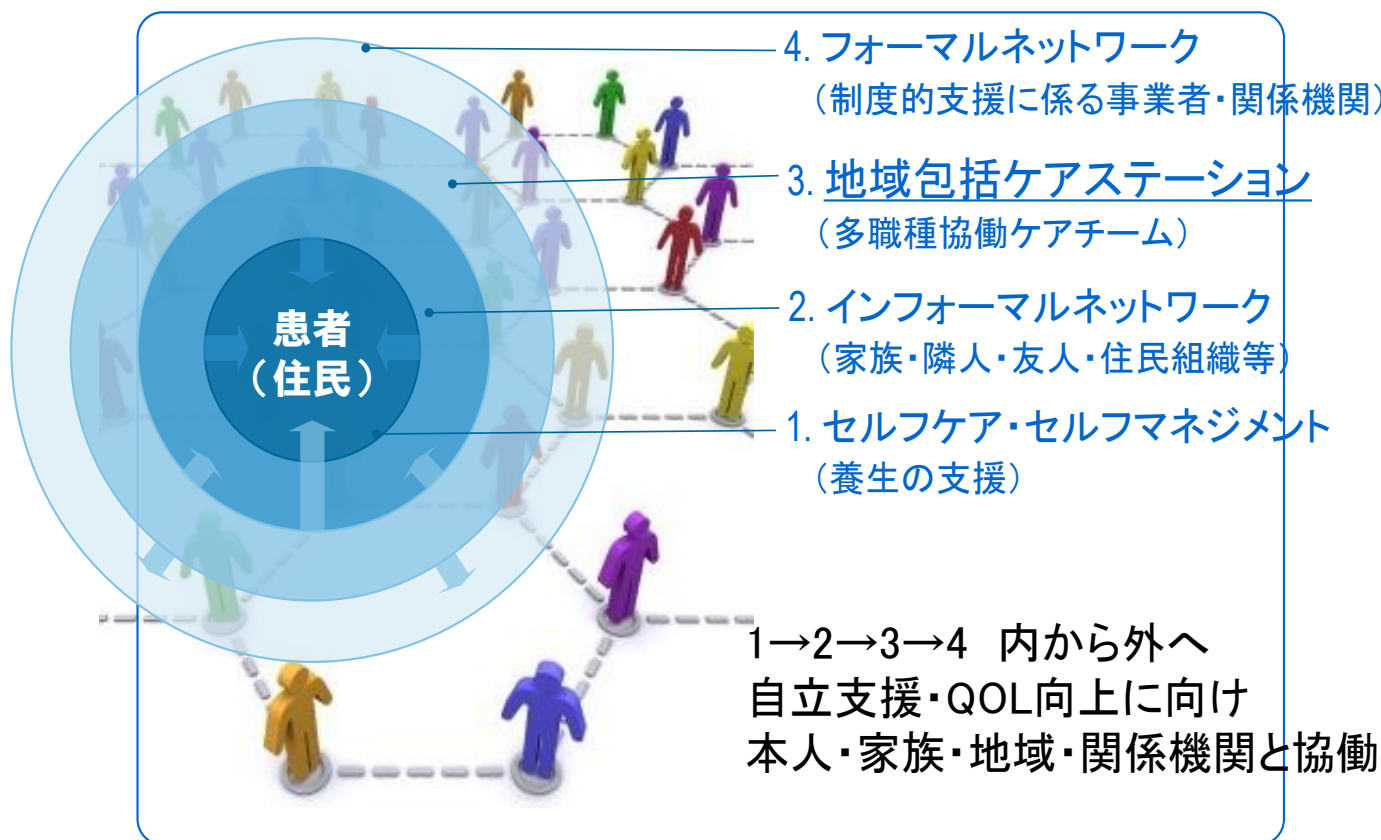 4. フォーマルネットワーク
（制度的支援に係る事業者・関係機関）
3. 地域包括ケアステーション
（多職種協働ケアチーム）
2. インフォーマルネットワーク
（家族・隣人・友人・住民組織等）
1. セルフケア・セルフマネジメント
（養生の支援）
患者
（住民）
1→2→3→4　内から外へ
自立支援・QOL向上に向け
本人・家族・地域・関係機関と協働